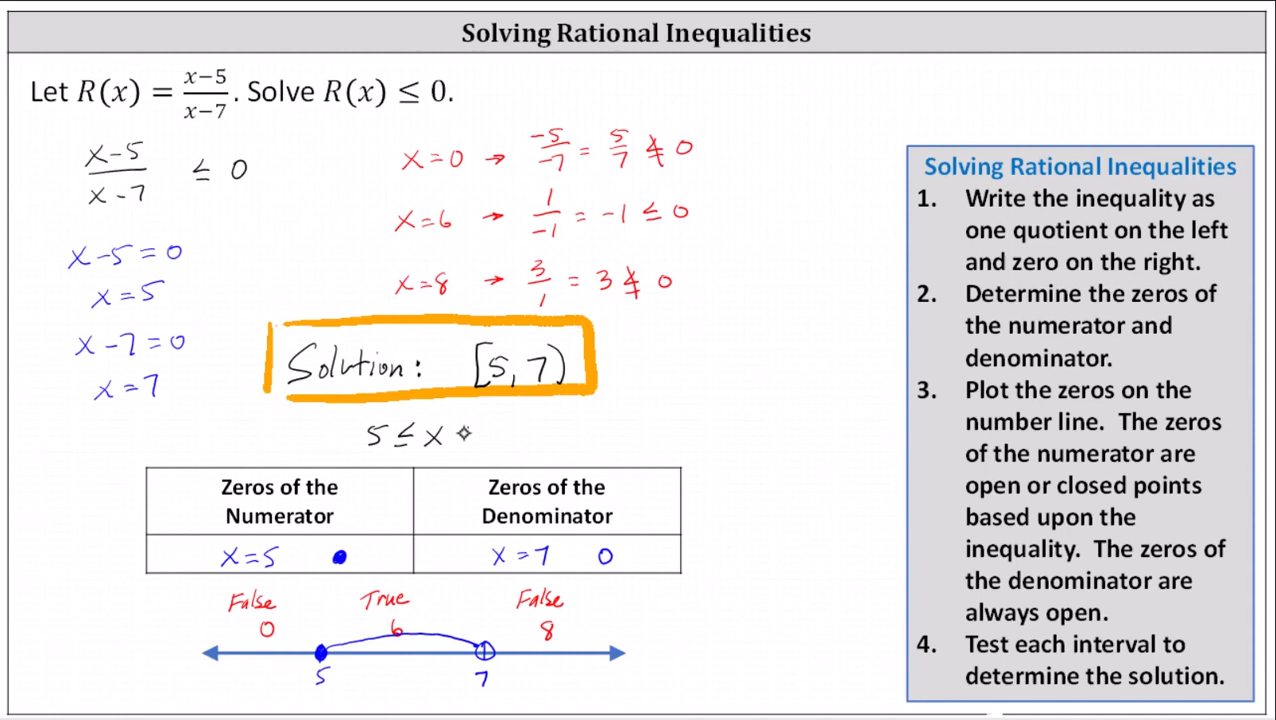 Solving Rational Inequalities
Let R(x) = x−5/x−7. Solve R(x) ≤ 0.
x-5/x-7 ≤ 0
x-5=0
x=5
x-7=0
x=7
x=0 → -5/-7 = 5/7 ≰ 0
x=6 → 1/-1 = -1 ≤ 0
x=8 → 3/1 = 3 ≰ 0
Solution: [5, 7)
5 ≤ x
Zeros of the Numerator
Zeros of the Denominator
x=5
x=7
False
True
False
0
6
8
5
7
Solving Rational Inequalities
1. Write the inequality as
one quotient on the left
and zero on the right.
2. Determine the zeros of
the numerator and
denominator.
3. Plot the zeros on the
number line. The zeros
of the numerator are
open or closed points
based upon the
inequality. The zeros of
the denominator are
always open.
4. Test each interval to
determine the solution.